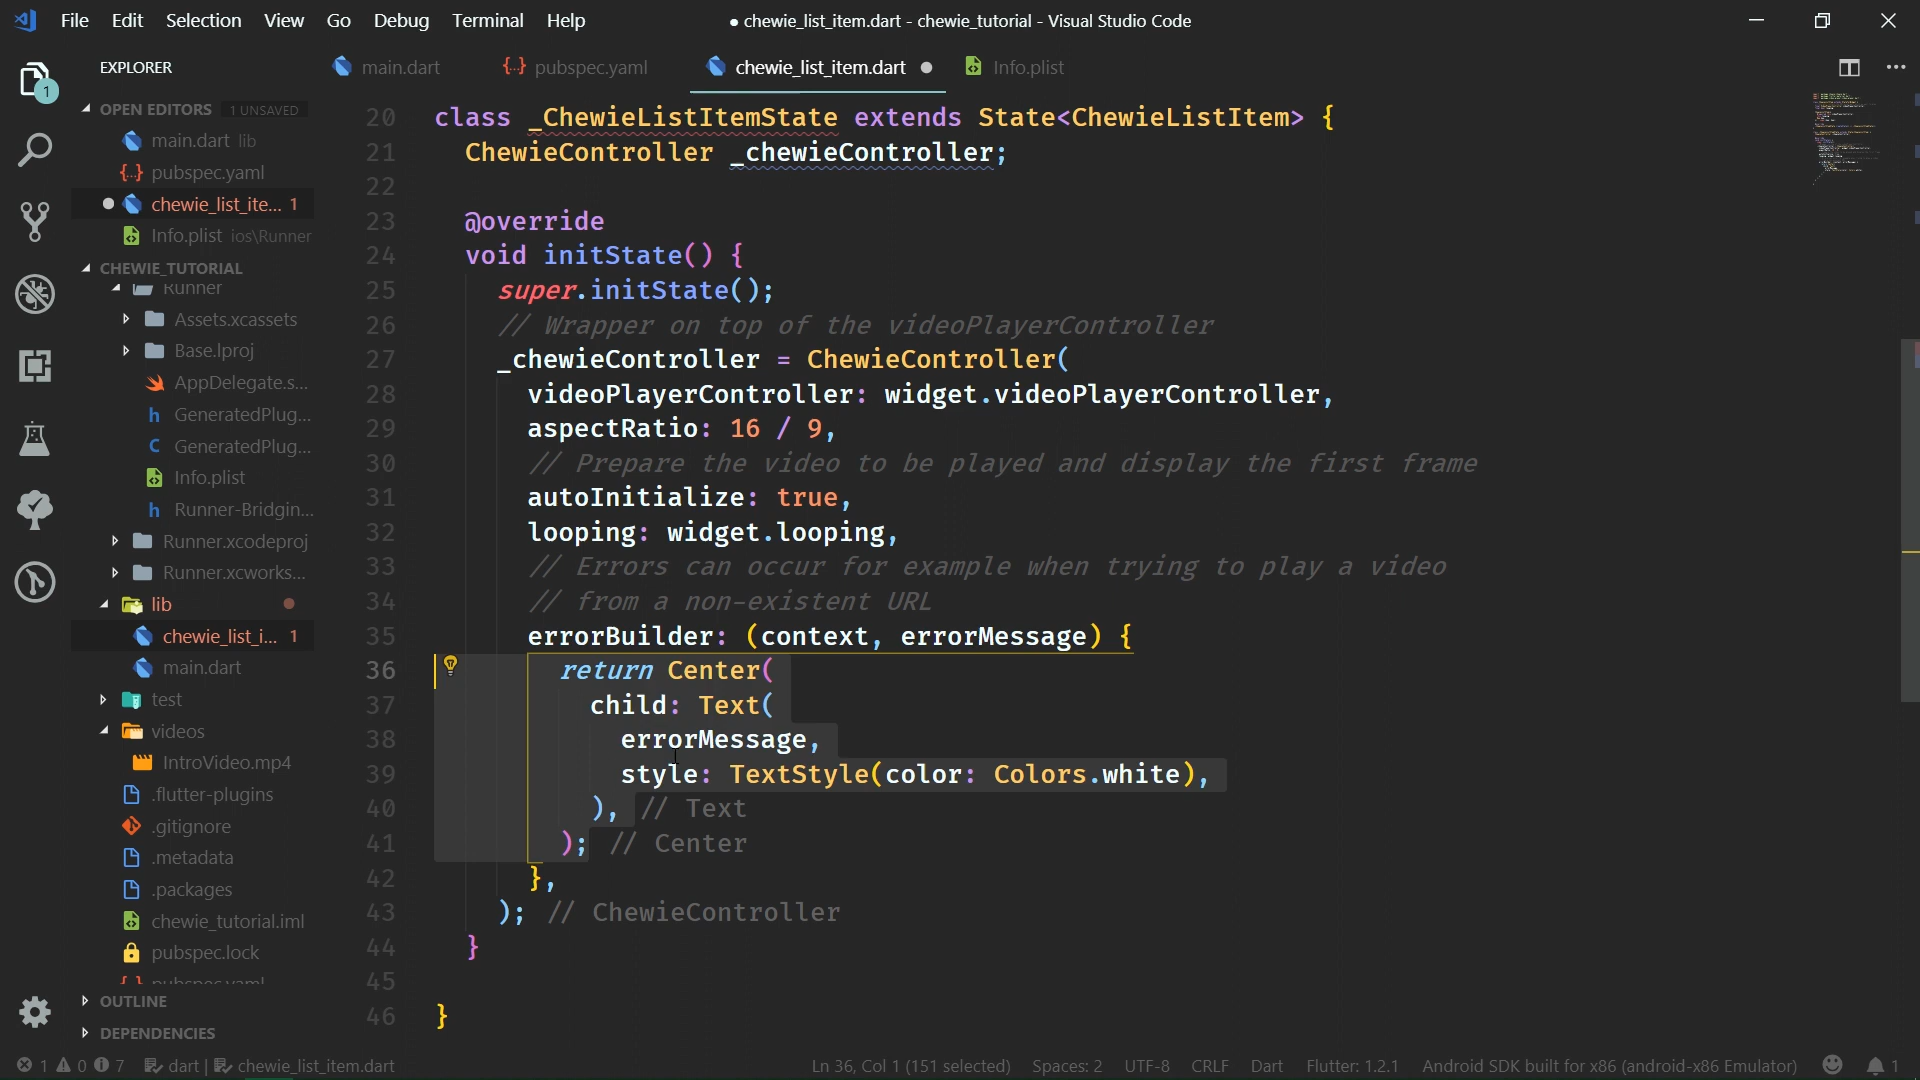 File Edit Selection View Go Debug Terminal Help ● chewie_list_item.dart - chewie_tutorial - Visual Studio Code
EXPLORER
main.dart pubspec.yaml chewie_list_item.dart Info.plist
1
OPEN EDITORS 1 UNSAVED
main.dart lib
pubspec.yaml
chewie_list_ite... 1
Info.plist ios\Runner
CHEWIE_TUTORIAL
Runner
Assets.xcassets
Base.lproj
AppDelegate.s...
h GeneratedPlug...
C GeneratedPlug...
Info.plist
h Runner-Bridgin...
Runner.xcodeproj
Runner.xcworks...
lib
chewie_list_i... 1
main.dart
test
videos
IntroVideo.mp4
.flutter-plugins
.gitignore
.metadata
.packages
chewie_tutorial.iml
pubspec.lock
pubspec.yaml
OUTLINE
DEPENDENCIES
20 class _ChewieListItemState extends State<ChewieListItem> {
21 ChewieController _chewieController;
22
23 @override
24 void initState() {
25 super.initState();
26 // Wrapper on top of the videoPlayerController
27 _chewieController = ChewieController(
28 videoPlayerController: widget.videoPlayerController,
29 aspectRatio: 16 / 9,
30 // Prepare the video to be played and display the first frame
31 autoInitialize: true,
32 looping: widget.looping,
33 // Errors can occur for example when trying to play a video
34 // from a non-existent URL
35 errorBuilder: (context, errorMessage) {
36 return Center(
37 child: Text(
38 errorMessage,
39 style: TextStyle(color: Colors.white),
40 ), // Text
41 ); // Center
42 },
43 ); // ChewieController
44 }
45
46 }
1 0 7 dart | chewie_list_item.dart Ln 36, Col 1 (151 selected) Spaces: 2 UTF-8 CRLF Dart Flutter: 1.2.1 Android SDK built for x86 (android-x86 Emulator) 1